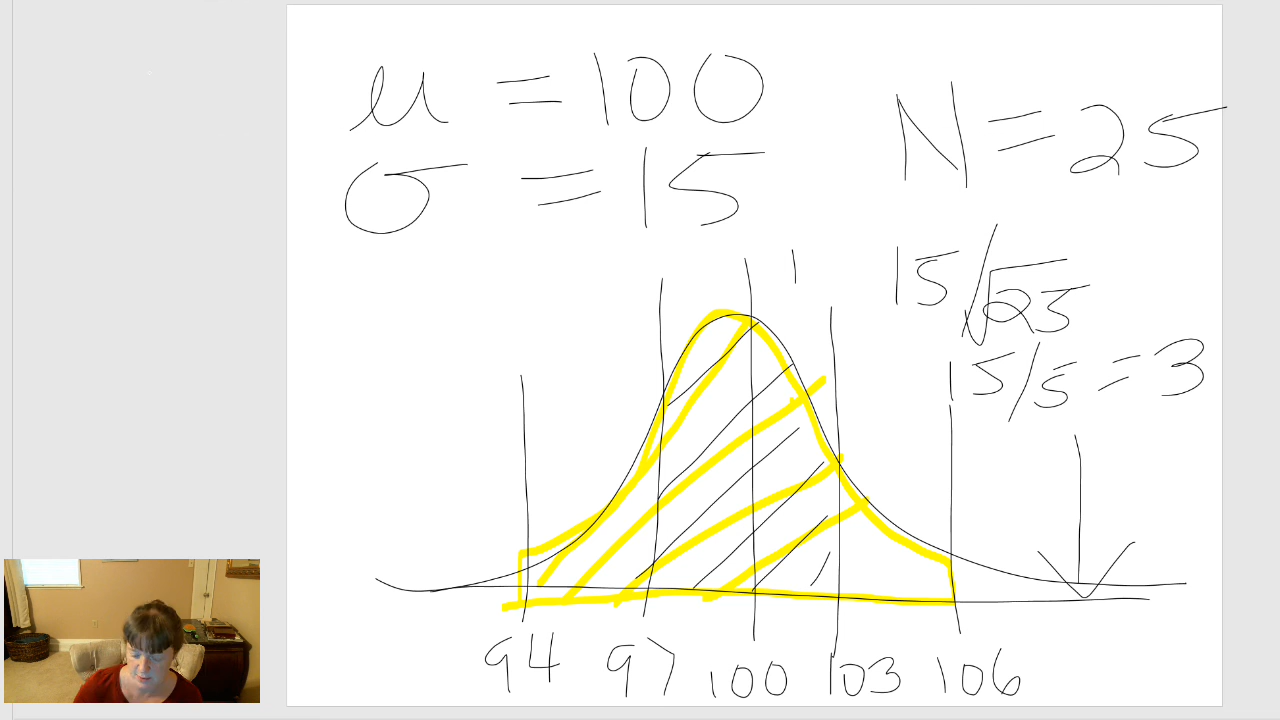 μ = 100
σ = 15
N = 25
15/√25
15/5 = 3
94 97 100 103 106